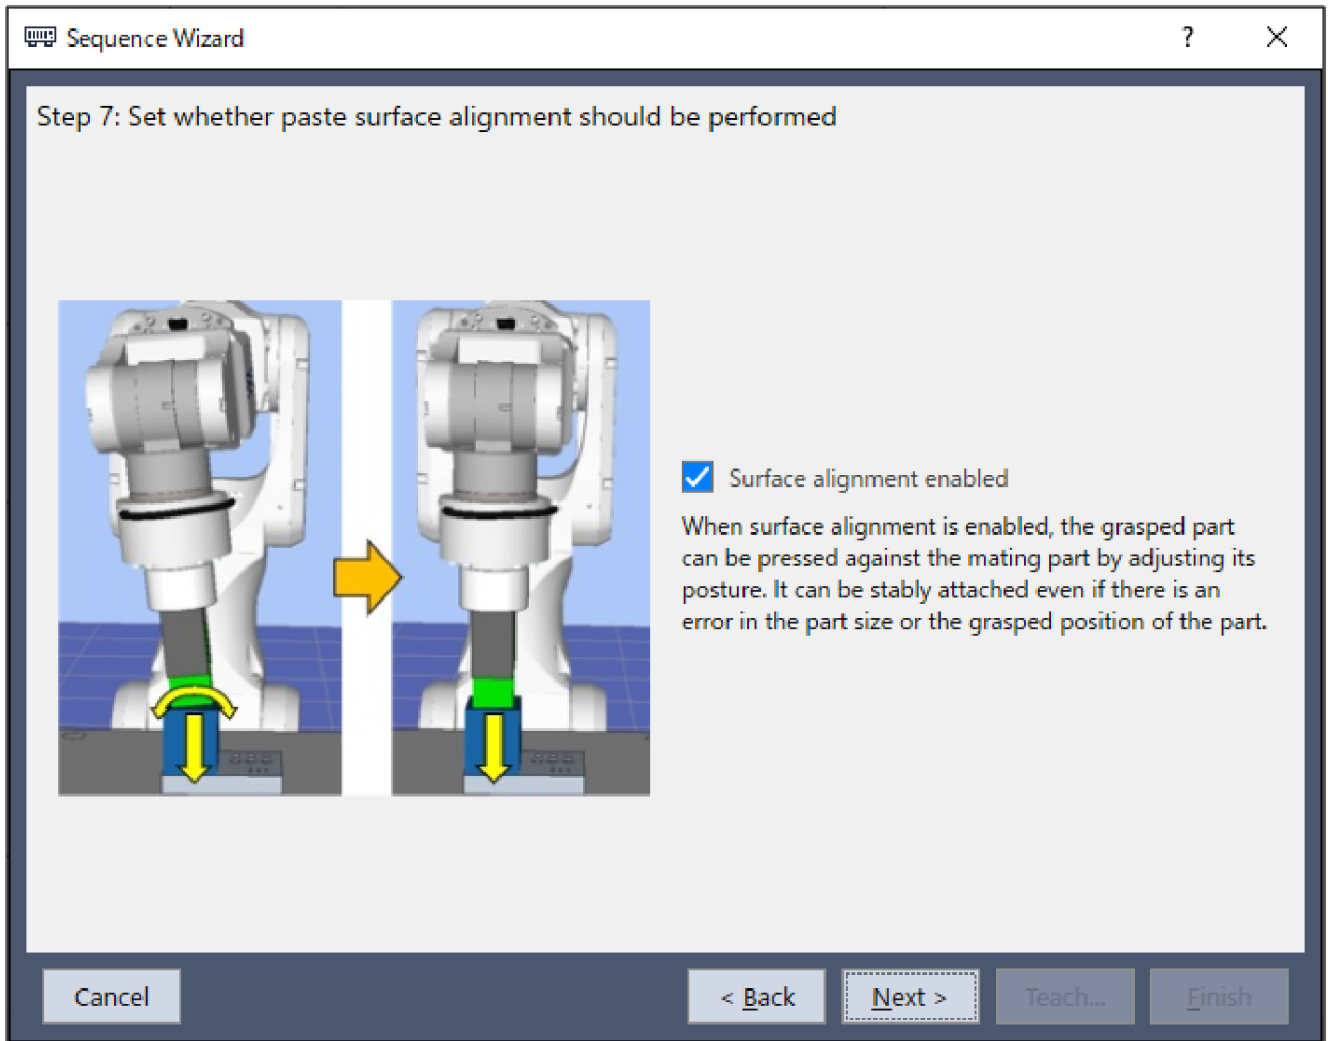 Sequence Wizard
?
Step 7: Set whether paste surface alignment should be performed
Surface alignment enabled
When surface alignment is enabled, the grasped part
can be pressed against the mating part by adjusting its
posture. It can be stably attached even if there is an
error in the part size or the grasped position of the part.
Cancel
< Back
Next >
Teach...
Finish